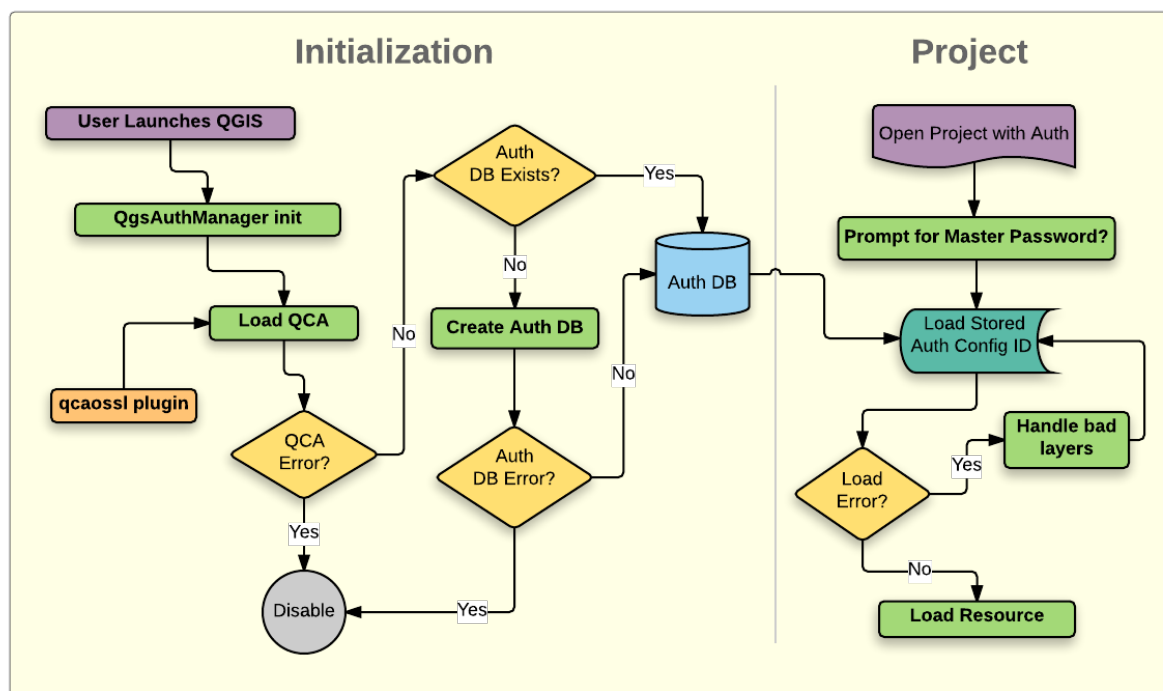 Initialization
User Launches QGIS
QgsAuthManager init
Load QCA
qcaossl plugin
QCA
Error?
Yes
Disable
No
Auth
DB Exists?
Yes
No
Create Auth DB
Auth
DB Error?
Yes
No
Auth DB
Project
Open Project with Auth
Prompt for Master Password?
Load Stored
Auth Config ID
Load
Error?
Yes
Handle bad
layers
No
Load Resource